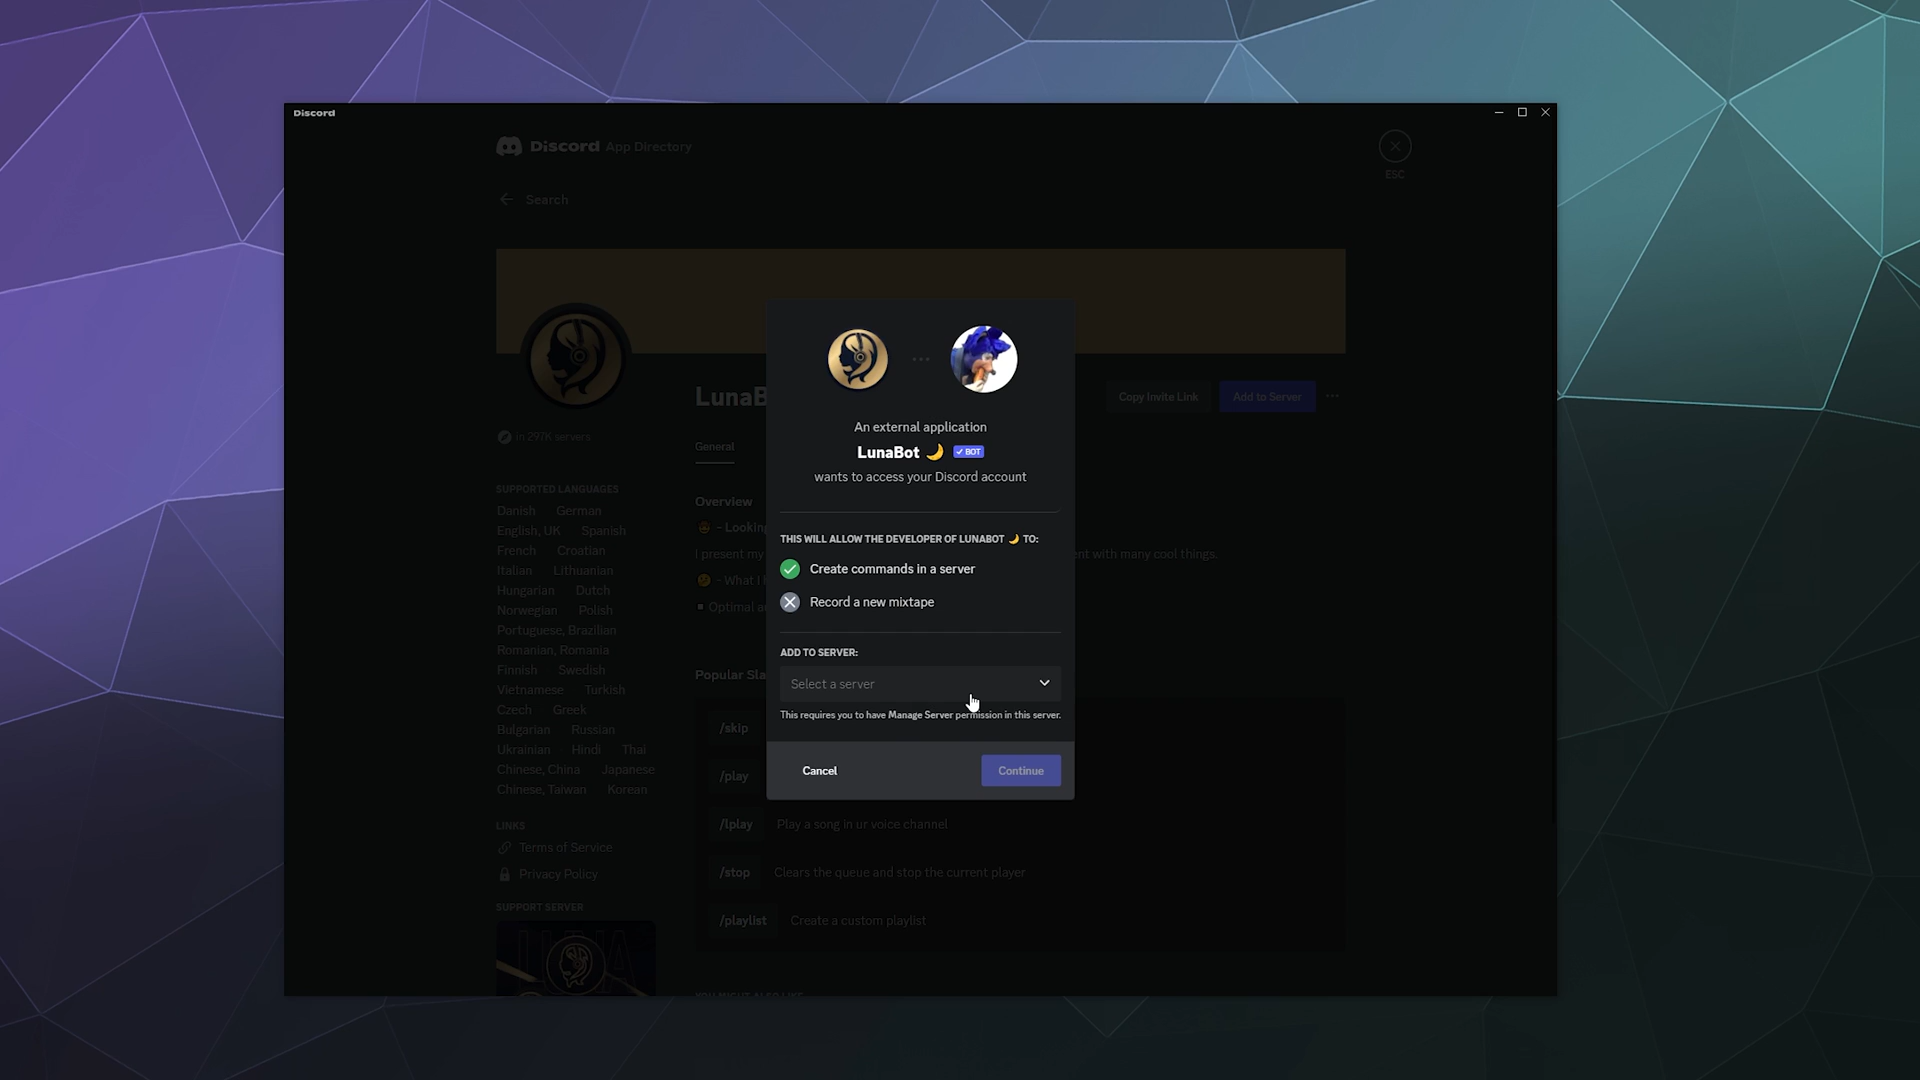 Discord
Discord App Directory
ESC
Search
LunaB
Copy Invite Link
Add to Server
In 297K servers
General
SUPPORTED LANGUAGES
Danish German
English, UK Spanish
French Croatian
Italian Lithuanian
Hungarian Dutch
Norwegian Polish
Portuguese, Brazilian
Romanian, Romania
Finnish Swedish
Vietnamese Turkish
Czech Greek
Bulgarian Russian
Ukrainian Hindi Thai
Chinese, China Japanese
Chinese, Taiwan Korean
LINKS
Terms of Service
Privacy Policy
SUPPORT SERVER
Overview
- Looking
I present my
nt with many cool things.
- What I
Optimal
Popular Sla
/skip
/play
/lplay Play a song in ur voice channel
/stop Clears the queue and stop the current player
/playlist Create a custom playlist
YOU MIGHT ALSO LIKE
An external application
LunaBot 🌙 ✓ BOT
wants to access your Discord account
THIS WILL ALLOW THE DEVELOPER OF LUNABOT 🌙 TO:
Create commands in a server
Record a new mixtape
ADD TO SERVER:
Select a server
This requires you to have Manage Server permission in this server.
Cancel
Continue